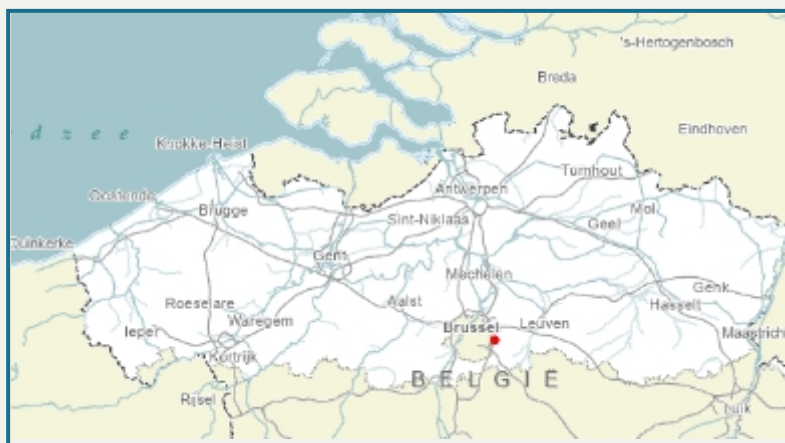 's-Hertogenbosch
Breda
d z e e
Eindhoven
Knokke-Heist
Turnhout
Antwerpen
Oostende
Mol
Brugge
Sint-Niklaas
Geel
Duinkerke
Gent
Mechelen
Genk
Roeselare
Aalst
Hasselt
Ieper
Waregem
Brussel
Leuven
Maastrich
Kortrijk
BELGIË
Rijsel
Luik